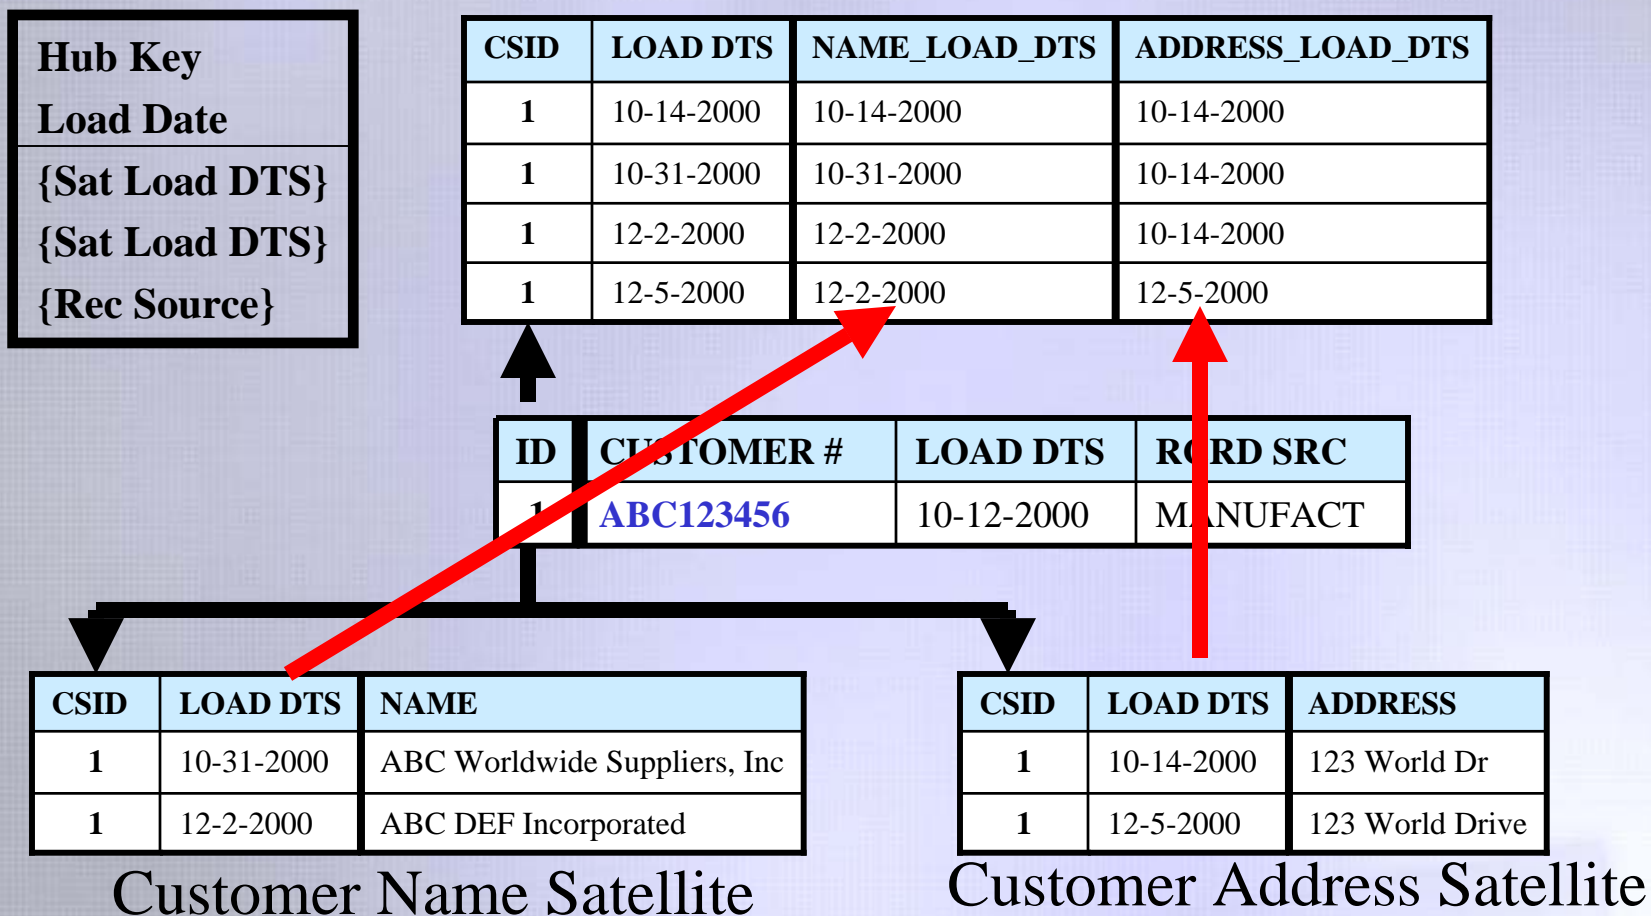 Hub Key
Load Date
{Sat Load DTS}
{Sat Load DTS}
{Rec Source}
CSID LOAD DTS NAME_LOAD_DTS ADDRESS_LOAD_DTS
1 10-14-2000 10-14-2000 10-14-2000
1 10-31-2000 10-31-2000 10-14-2000
1 12-2-2000 12-2-2000 10-14-2000
1 12-5-2000 12-2-2000 12-5-2000
ID CUSTOMER # LOAD DTS RCRD SRC
1 ABC123456 10-12-2000 MANUFACT
CSID LOAD DTS NAME
1 10-31-2000 ABC Worldwide Suppliers, Inc
1 12-2-2000 ABC DEF Incorporated
Customer Name Satellite
CSID LOAD DTS ADDRESS
1 10-14-2000 123 World Dr
1 12-5-2000 123 World Drive
Customer Address Satellite